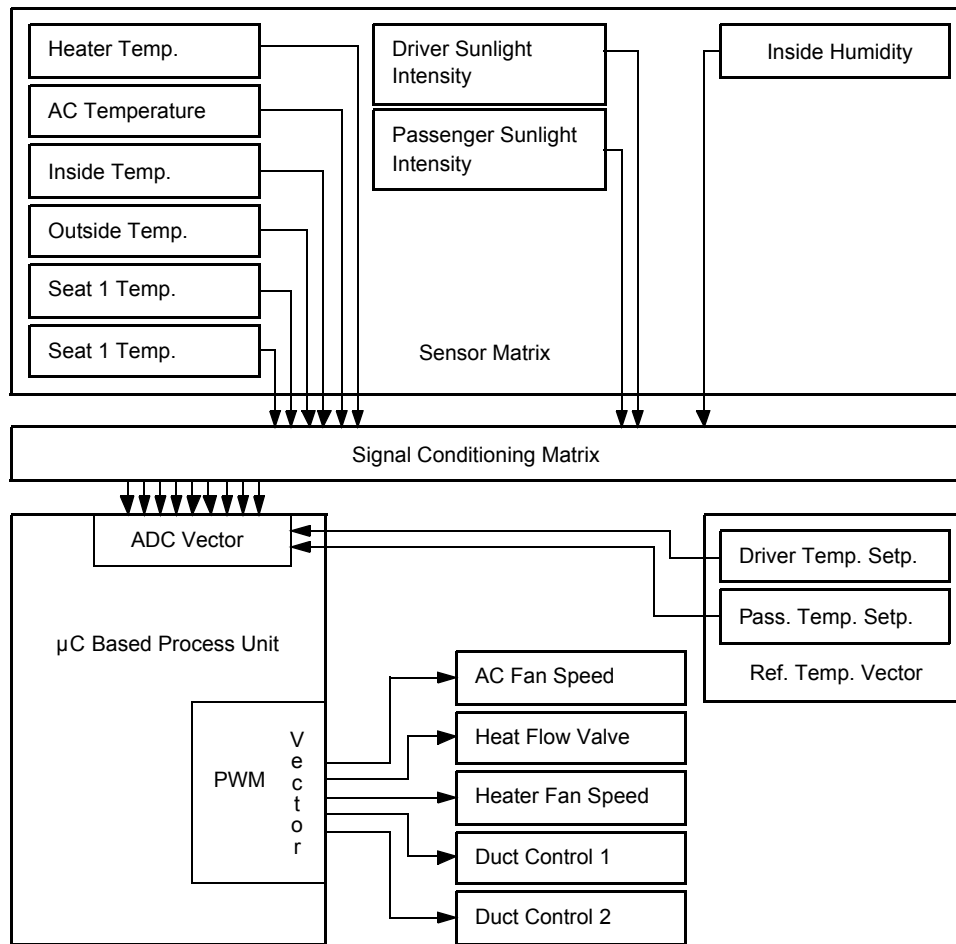 Heater Temp.
AC Temperature
Inside Temp.
Outside Temp.
Seat 1 Temp.
Seat 1 Temp.
Driver Sunlight
Intensity
Passenger Sunlight
Intensity
Inside Humidity
Sensor Matrix
Signal Conditioning Matrix
ADC Vector
µC Based Process Unit
PWM
Vector
Driver Temp. Setp.
Pass. Temp. Setp.
Ref. Temp. Vector
AC Fan Speed
Heat Flow Valve
Heater Fan Speed
Duct Control 1
Duct Control 2